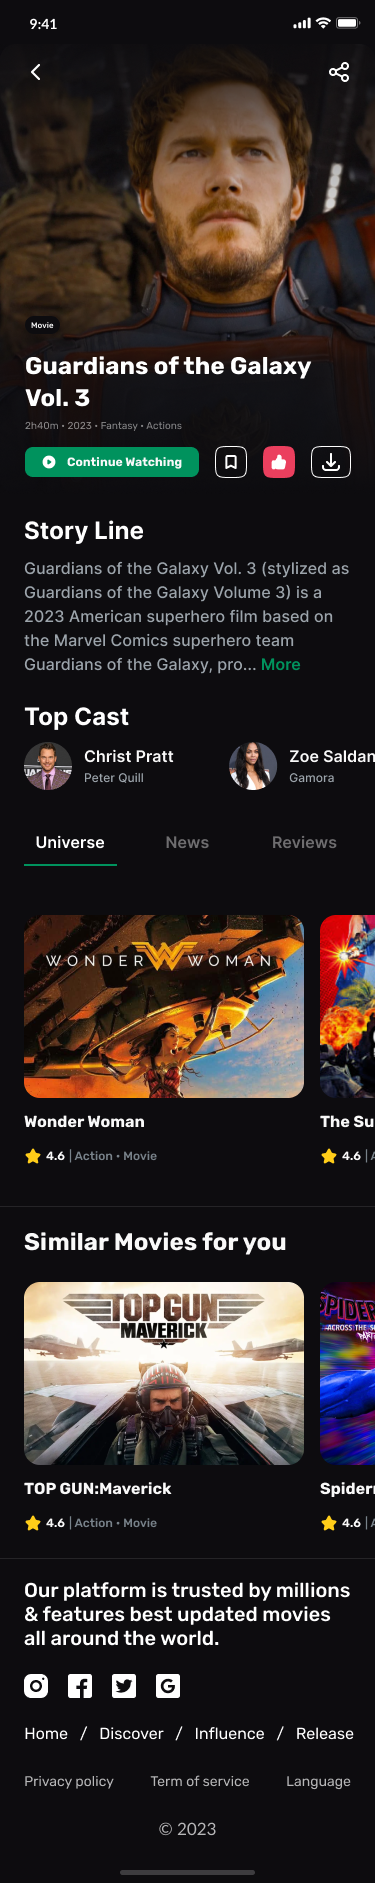 9:41
Movie
Guardians of the Galaxy
Vol. 3
2h40m • 2023 • Fantasy • Actions
Continue Watching
Story Line
Guardians of the Galaxy Vol. 3 (stylized as
Guardians of the Galaxy Volume 3) is a
2023 American superhero film based on
the Marvel Comics superhero team
Guardians of the Galaxy, pro... More
Top Cast
Christ Pratt
Peter Quill
Zoe Saldan
Gamora
Universe
News
Reviews
WONDER WOMAN
Wonder Woman
4.6 | Action • Movie
The Su
4.6 |
Similar Movies for you
TOP GUN
MAVERICK
SPIDER
ACROSS THE
TOP GUN:Maverick
4.6 | Action • Movie
Spider
4.6 |
Our platform is trusted by millions
& features best updated movies
all around the world.
Home / Discover / Influence / Release
Privacy policy
Term of service
Language
© 2023